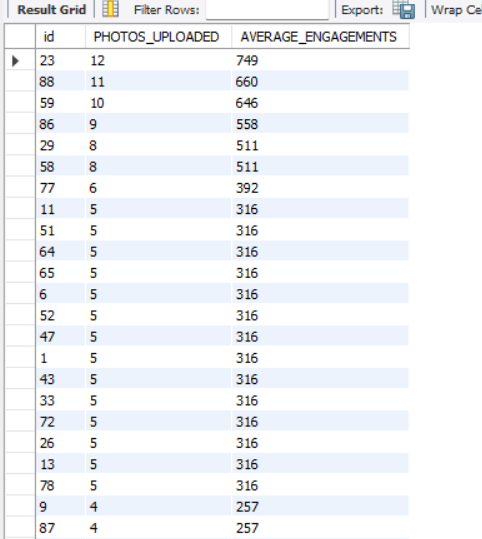 Result Grid Filter Rows: Export: Wrap Cel
id PHOTOS_UPLOADED AVERAGE_ENGAGEMENTS
23 12 749
88 11 660
59 10 646
86 9 558
29 8 511
58 8 511
77 6 392
11 5 316
51 5 316
64 5 316
65 5 316
6 5 316
52 5 316
47 5 316
1 5 316
43 5 316
33 5 316
72 5 316
26 5 316
13 5 316
78 5 316
9 4 257
87 4 257